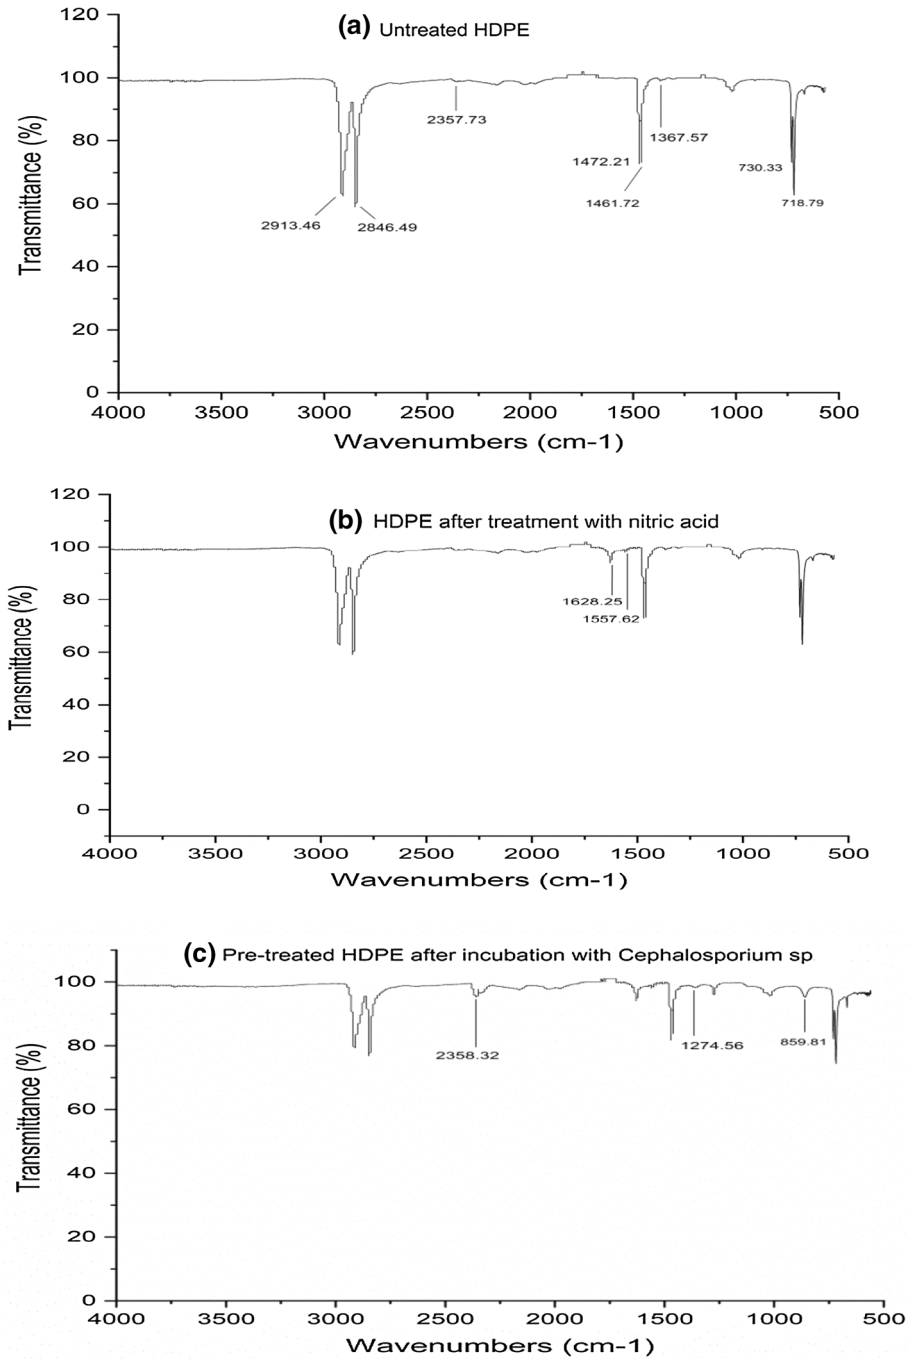 (a) Untreated HDPE
120
100
80
60
40
20
0
Transmittance (%)
2913.46
2846.49
2357.73
1472.21
1461.72
1367.57
730.33
718.79
4000 3500 3000 2500 2000 1500 1000 500
Wavenumbers (cm-1)
(b) HDPE after treatment with nitric acid
120
100
80
60
40
20
0
Transmittance (%)
1628.25
1557.62
4000 3500 3000 2500 2000 1500 1000 500
Wavenumbers (cm-1)
(c) Pre-treated HDPE after incubation with Cephalosporium sp
100
80
60
40
20
0
Transmittance (%)
2358.32
1274.56
859.81
4000 3500 3000 2500 2000 1500 1000 500
Wavenumbers (cm-1)